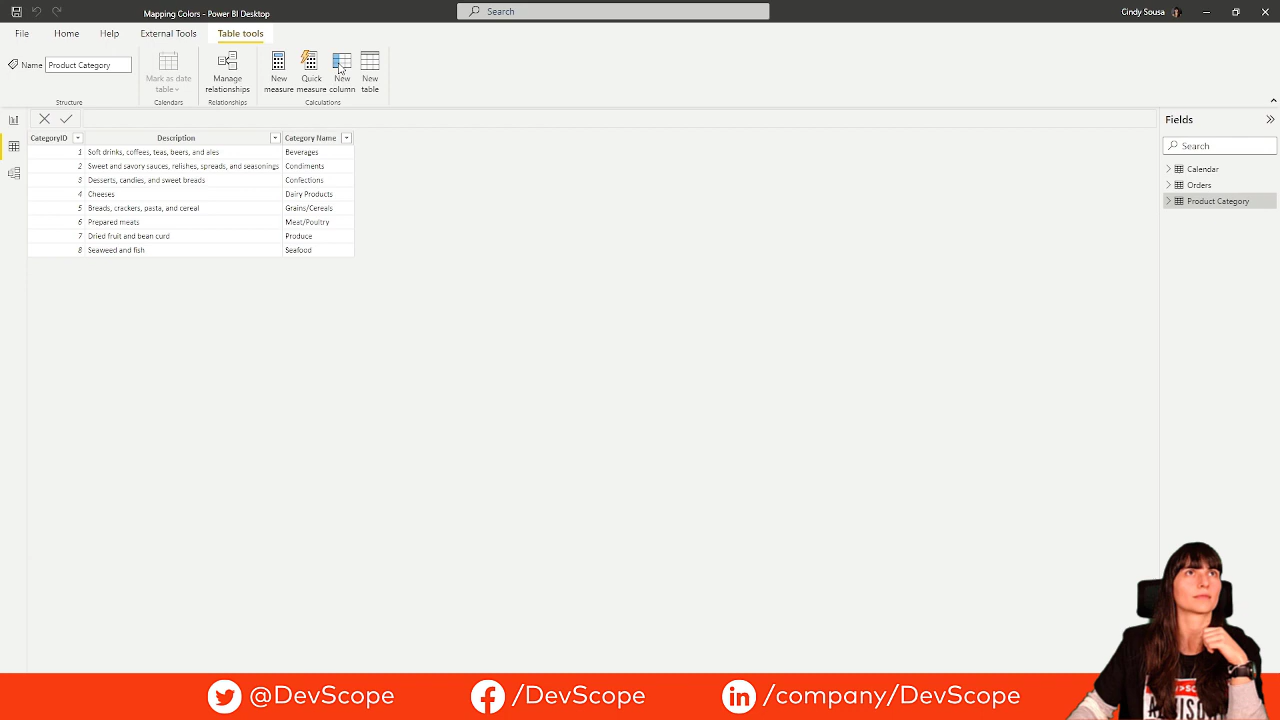 Mapping Colors - Power BI Desktop
Search
Cindy Sousa
File
Home
Help
External Tools
Table tools
Name
Product Category
Mark as date
table
Manage
relationships
New
measure
Quick
measure
New
column
New
table
Structure
Calendars
Relationships
Calculations
Fields
Search
Calendar
Orders
Product Category
CategoryID Description Category Name
1 Soft drinks, coffees, teas, beers, and ales Beverages
2 Sweet and savory sauces, relishes, spreads, and seasonings Condiments
3 Desserts, candies, and sweet breads Confections
4 Cheeses Dairy Products
5 Breads, crackers, pasta, and cereal Grains/Cereals
6 Prepared meats Meat/Poultry
7 Dried fruit and bean curd Produce
8 Seaweed and fish Seafood
@DevScope
/DevScope
/company/DevScope